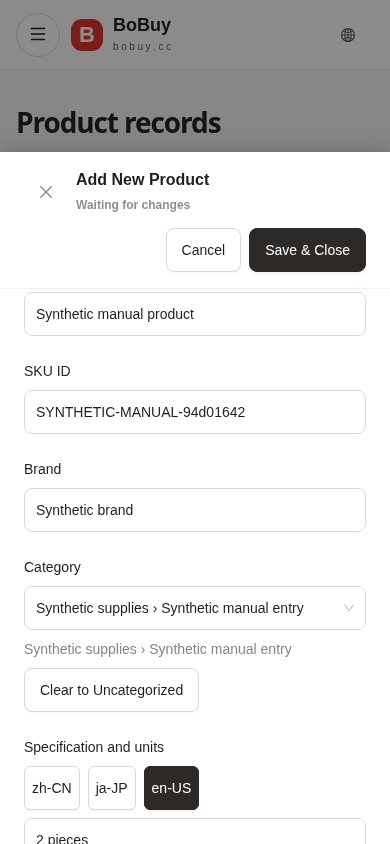 B
BoBuy
bobuy.cc
Product records
Add New Product
Waiting for changes
Cancel
Save & Close
Synthetic manual product
SKU ID
SYNTHETIC-MANUAL-94d01642
Brand
Synthetic brand
Category
Synthetic supplies › Synthetic manual entry
Synthetic supplies › Synthetic manual entry
Clear to Uncategorized
Specification and units
zh-CN
ja-JP
en-US
2 pieces